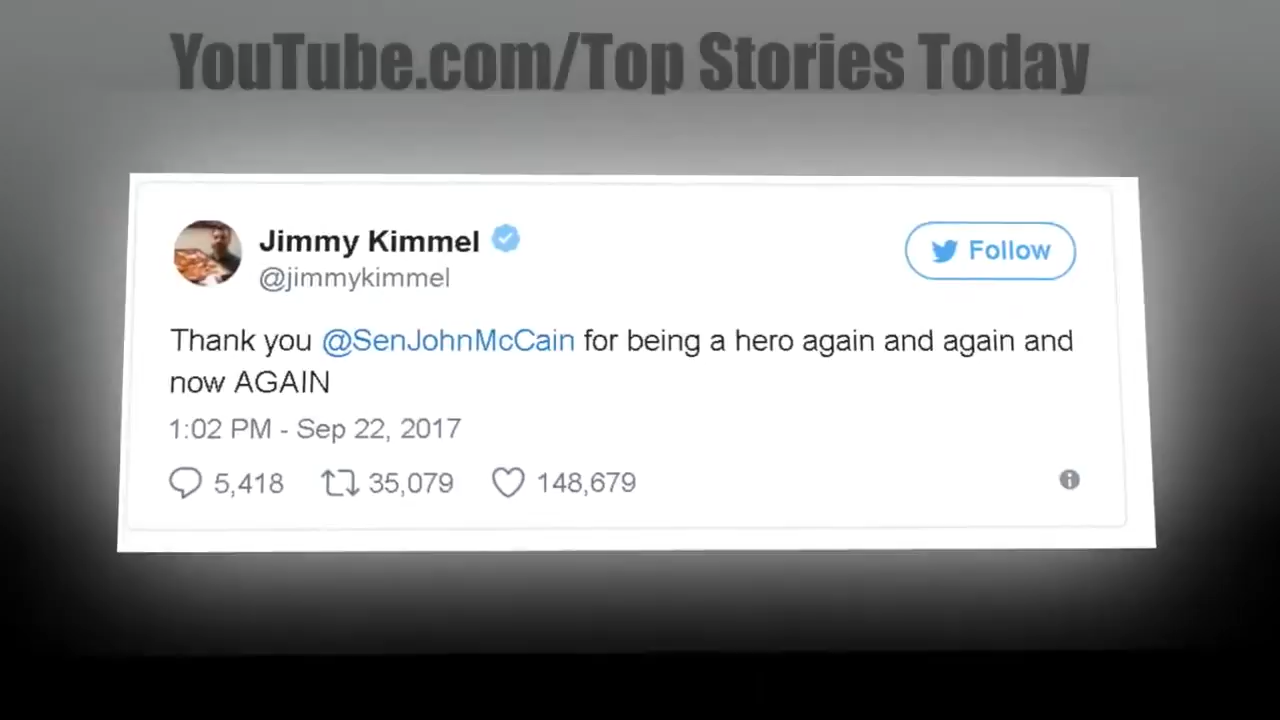 YouTube.com/Top Stories Today
Jimmy Kimmel
Follow
@jimmykimmel
Thank you @SenJohnMcCain for being a hero again and again and
now AGAIN
1:02 PM - Sep 22, 2017
5,418 35,079 148,679